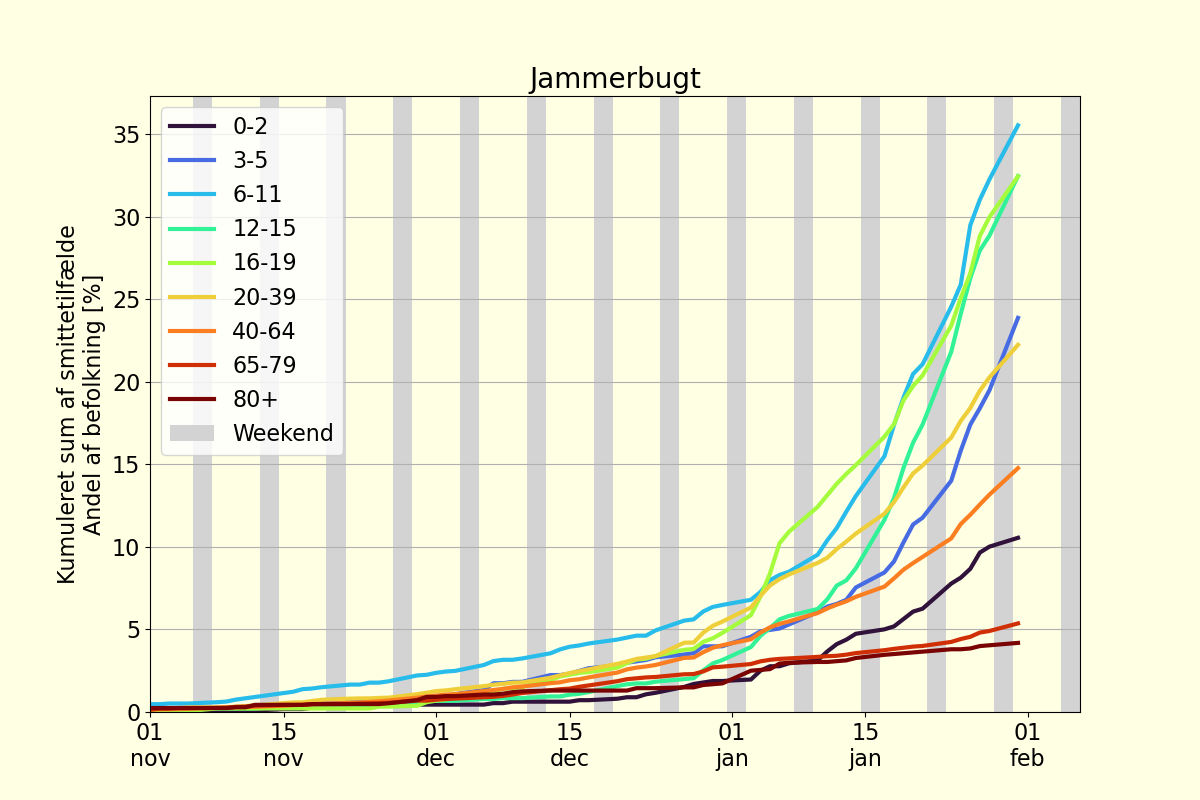 Jammerbugt
Kumuleret sum af smittetilfælde
Andel af befolkning [%]
35
30
25
20
15
10
5
0
0-2
3-5
6-11
12-15
16-19
20-39
40-64
65-79
80+
Weekend
01 15 01 15 01 15 01
nov nov dec dec jan jan feb